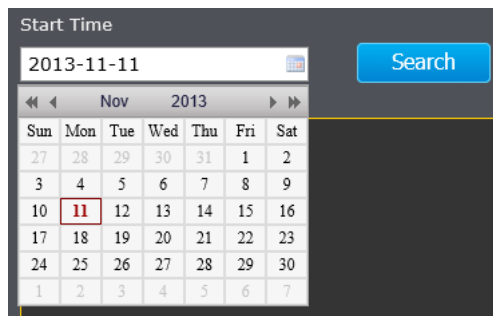 Start Time
2013-11-11
Search
Nov 2013
Sun Mon Tue Wed Thu Fri Sat
27 28 29 30 31 1 2
3 4 5 6 7 8 9
10 11 12 13 14 15 16
17 18 19 20 21 22 23
24 25 26 27 28 29 30
1 2 3 4 5 6 7